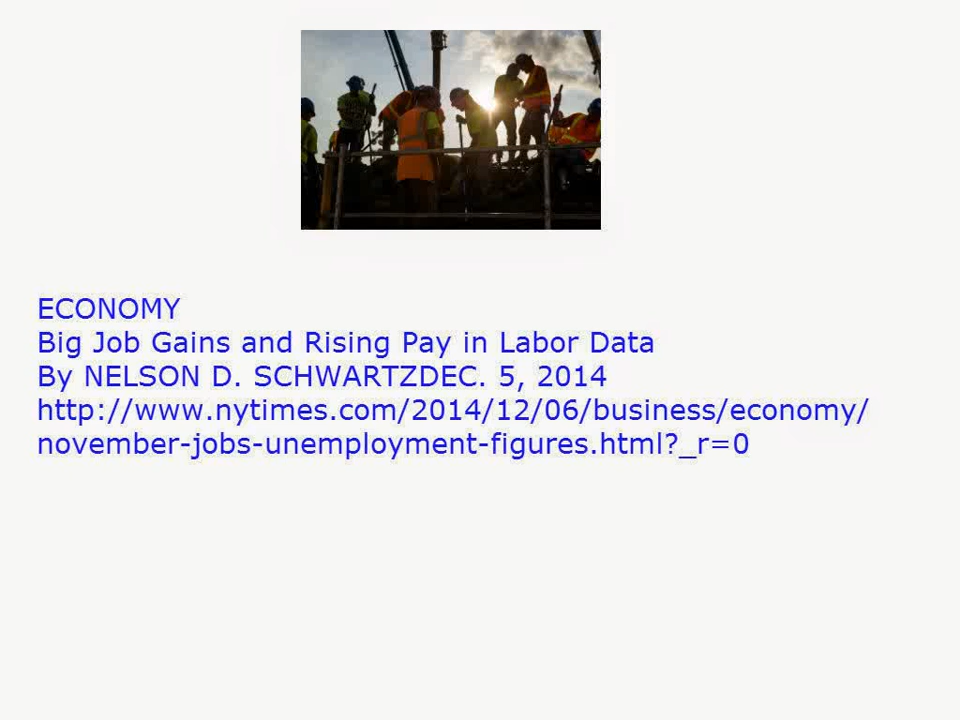 ECONOMY
Big Job Gains and Rising Pay in Labor Data
By NELSON D. SCHWARTZDEC. 5, 2014
http://www.nytimes.com/2014/12/06/business/economy/
november-jobs-unemployment-figures.html?_r=0